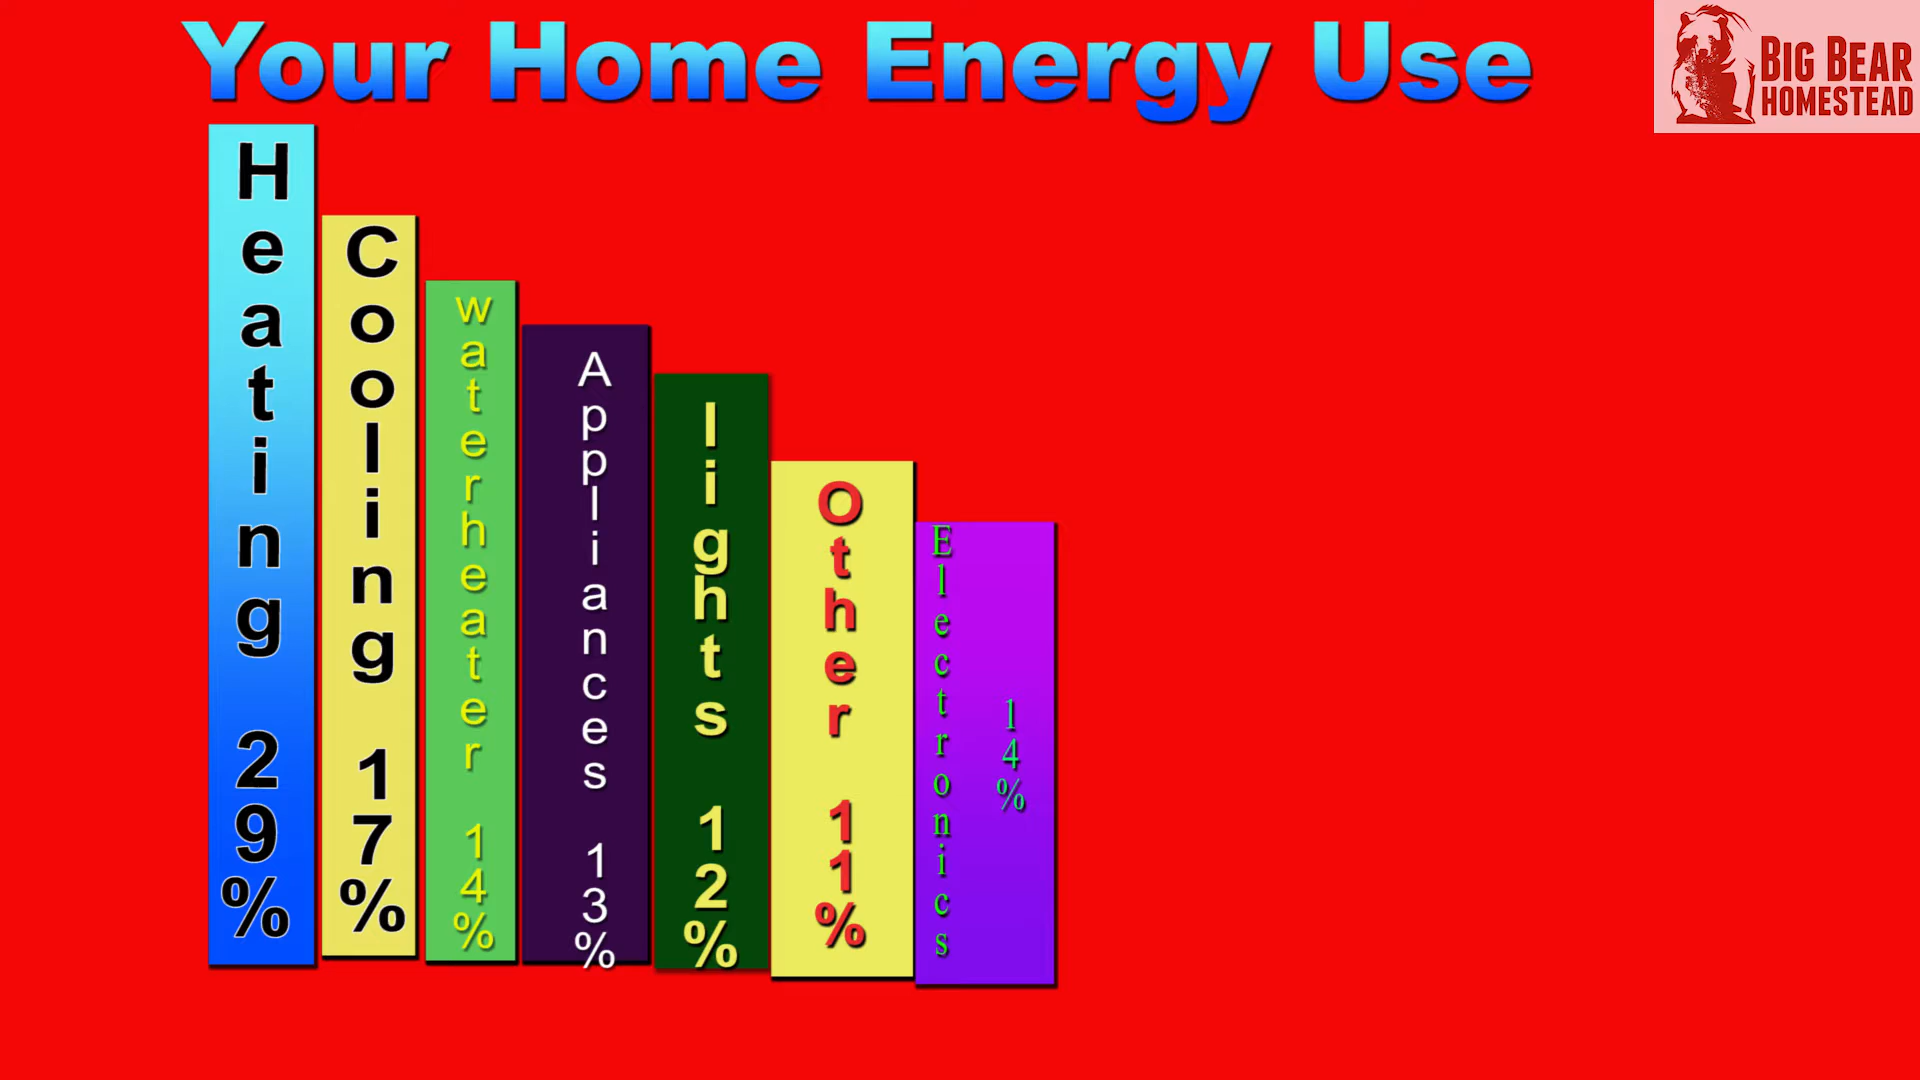 Your Home Energy Use
BIG BEAR
HOMESTEAD
Heating 29%
Cooling 17%
waterheater 14%
Appliances 13%
lights 12%
Other 11%
Electronics
14%